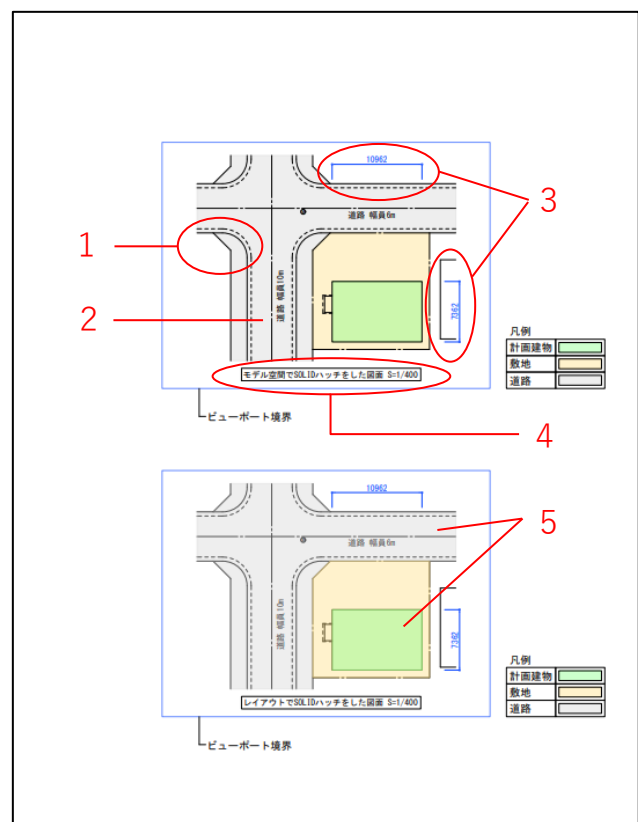 10962
3
道路 幅員6m
1
道路 幅員10m
2
7362
凡例
計画建物
敷地
道路
モデル空間でSOLIDハッチをした図面 S=1/400
ビューポート境界
4
10962
5
道路 幅員6m
道路 幅員10m
7362
凡例
計画建物
敷地
道路
レイアウトでSOLIDハッチをした図面 S=1/400
ビューポート境界